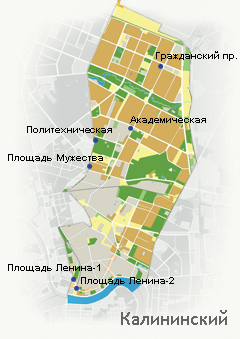 Гражданский пр.
Академическая
Политехническая
Площадь Мужества
Площадь Ленина-1
Площадь Ленина-2
Калининский